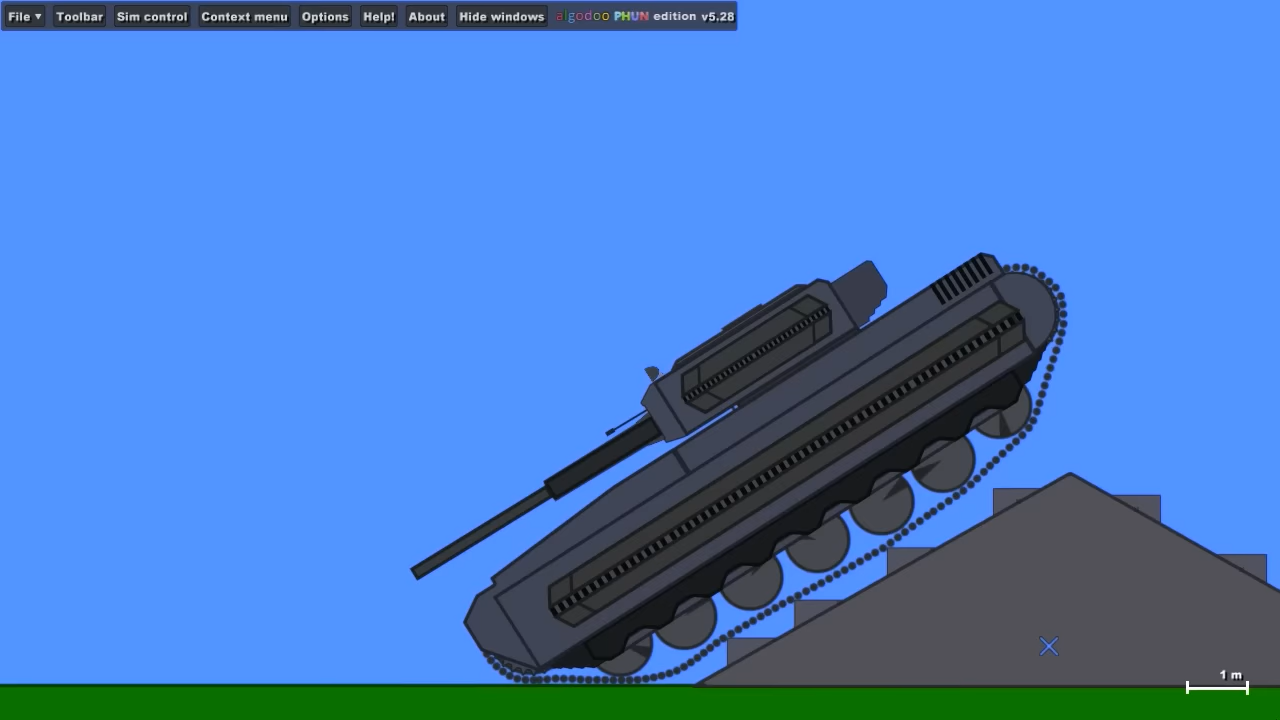 File ▾ Toolbar Sim control Context menu Options Help! About Hide windows algodoo PHUN edition v5.28
1 m